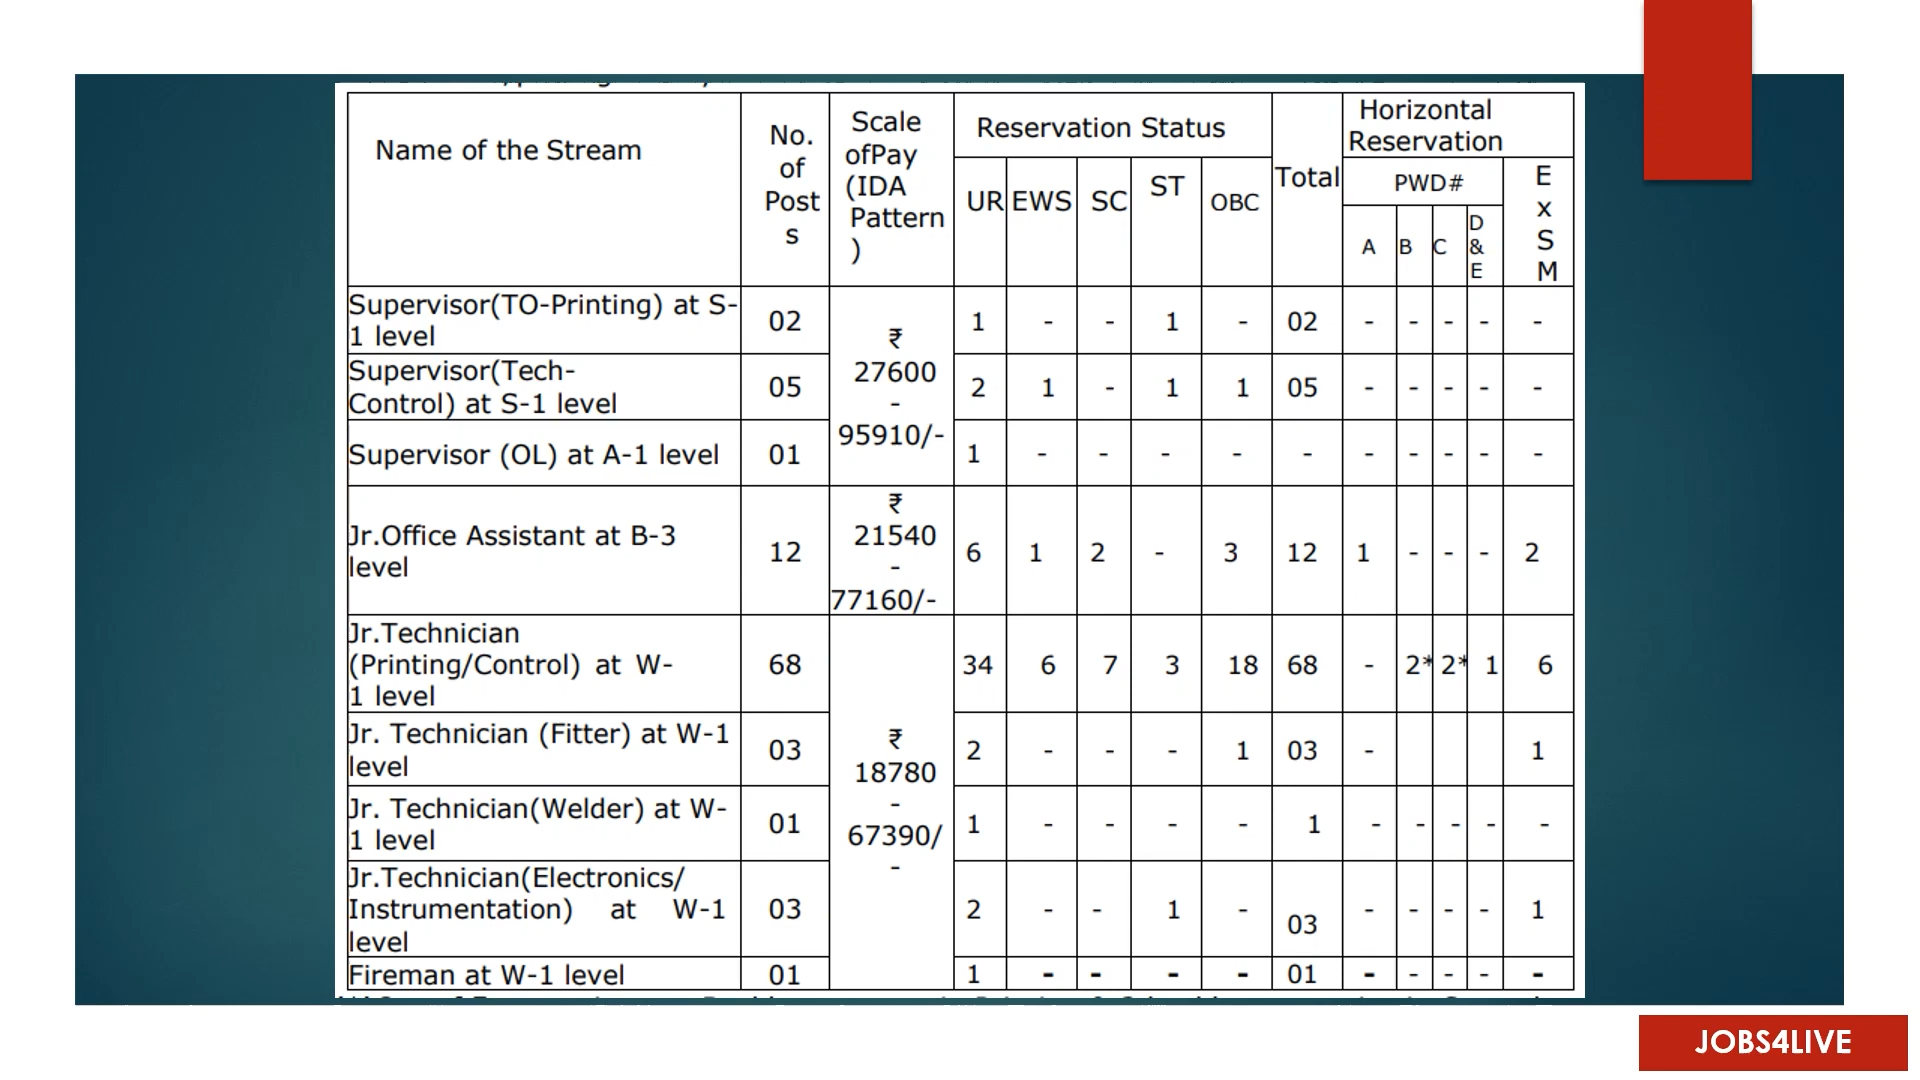 Name of the Stream
No.
of
Post
s
Scale
ofPay
(IDA
Pattern
)
Reservation Status
Total
Horizontal
Reservation
UR EWS SC ST OBC
PWD#
A B C D
&
E
E
x
S
M
Supervisor(TO-Printing) at S-
1 level
02
₹
27600
-
95910/-
1 - - 1 - 02 - - - - -
Supervisor(Tech-
Control) at S-1 level
05
2 1 - 1 1 05 - - - - -
Supervisor (OL) at A-1 level
01
1 - - - - - - - - - -
Jr.Office Assistant at B-3
level
12
₹
21540
-
77160/-
6 1 2 - 3 12 1 - - - 2
Jr.Technician
(Printing/Control) at W-
1 level
68
₹
18780
-
67390/
-
34 6 7 3 18 68 - 2* 2* 1 6
Jr. Technician (Fitter) at W-1
level
03
2 - - - 1 03 - 1
Jr. Technician(Welder) at W-
1 level
01
1 - - - - 1 - - - - -
Jr.Technician(Electronics/
Instrumentation) at W-1
level
03
2 - - 1 - 03 - - - - 1
Fireman at W-1 level
01
1 - - - - 01 - - - - -
JOBS4LIVE